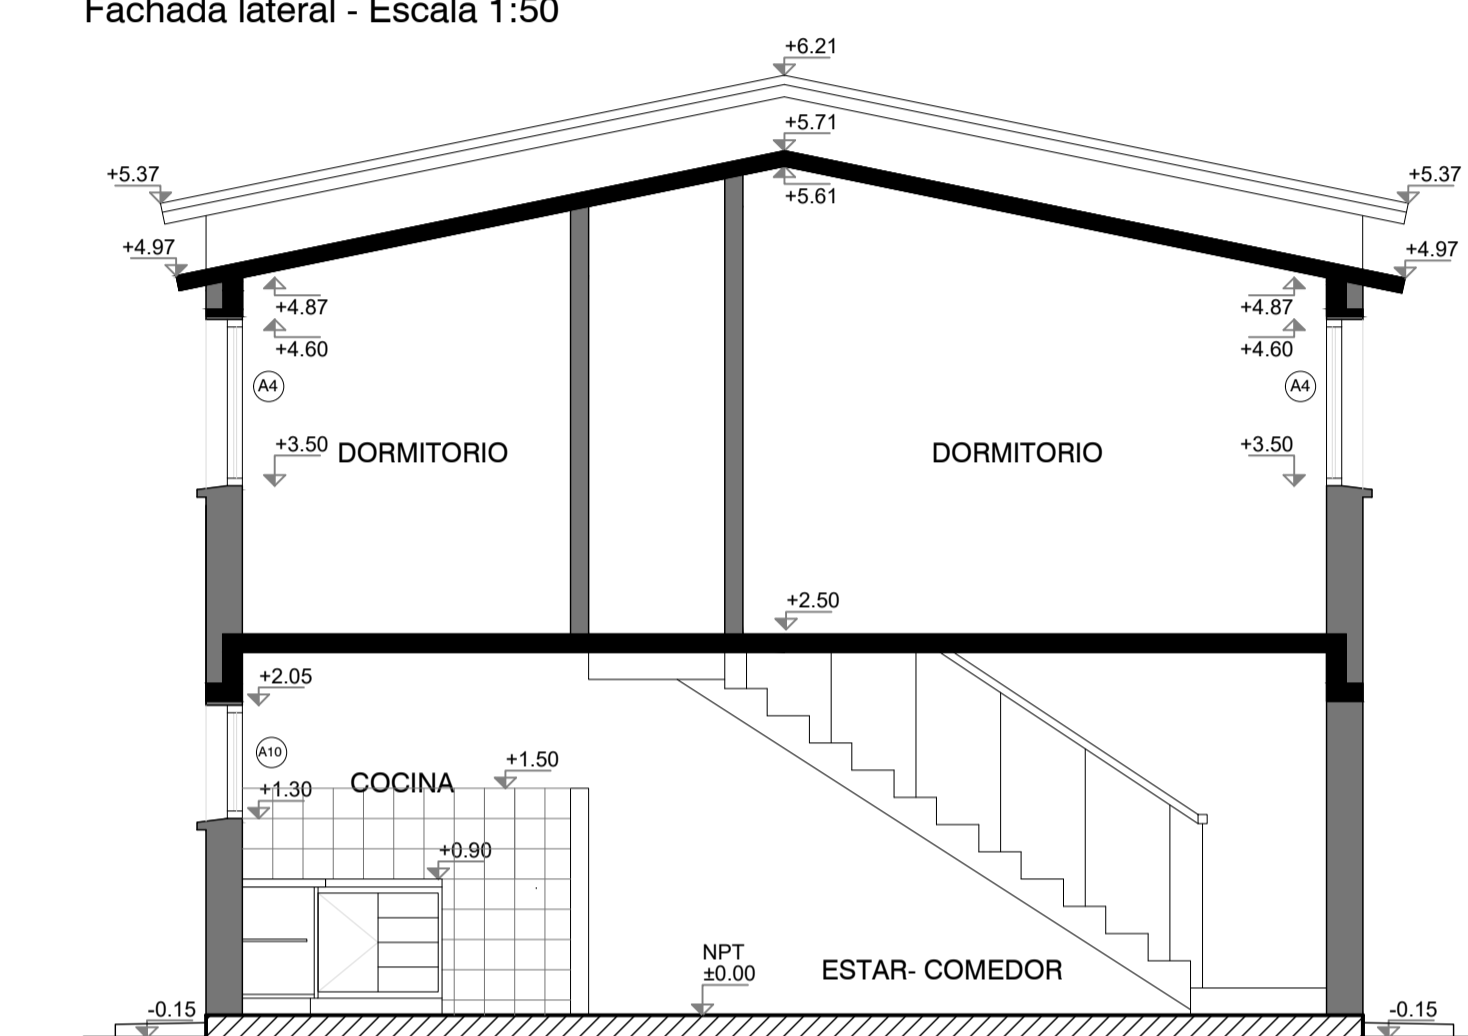 Fachada lateral - Escala 1:50
+6.21
+5.71
+5.37
+5.37
+5.61
+4.97
+4.97
+4.87
+4.87
+4.60
+4.60
A4
A4
+3.50
DORMITORIO
DORMITORIO
+3.50
+2.50
+2.05
A10
+1.50
COCINA
+1.30
+0.90
NPT
±0.00
ESTAR- COMEDOR
-0.15
-0.15